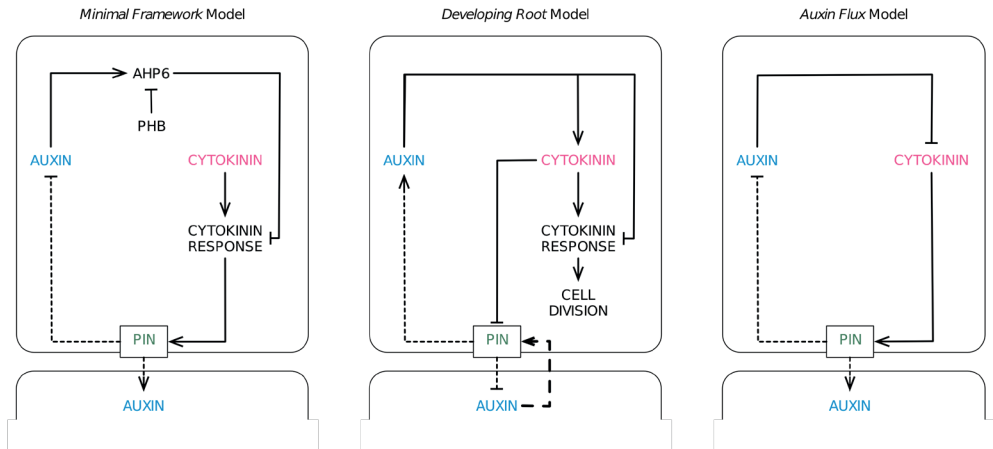 Minimal Framework Model
AHP6
PHB
AUXIN
CYTOKININ
CYTOKININ
RESPONSE
PIN
AUXIN
Developing Root Model
AUXIN
CYTOKININ
CYTOKININ
RESPONSE
CELL
DIVISION
PIN
AUXIN
Auxin Flux Model
AUXIN
CYTOKININ
PIN
AUXIN